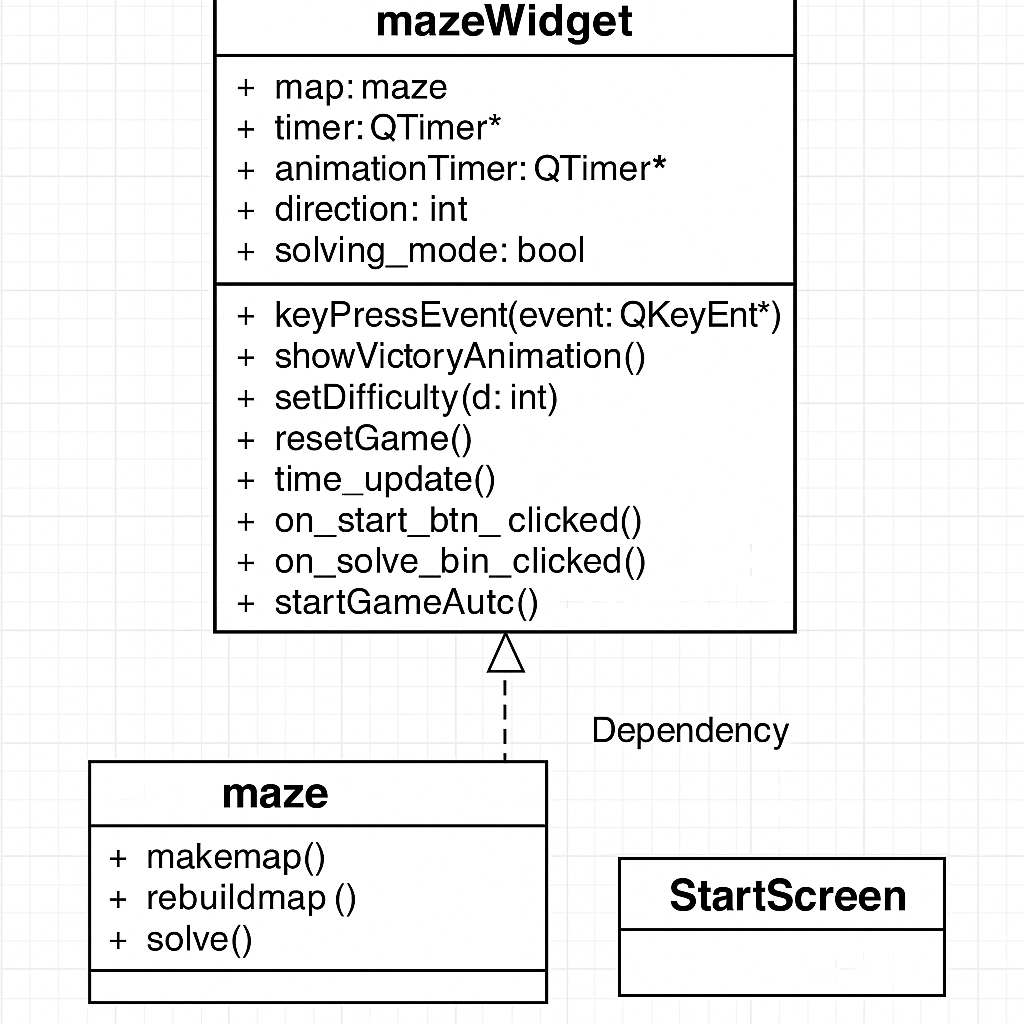 mazeWidget
+ map: maze
+ timer: QTimer*
+ animationTimer: QTimer*
+ direction: int
+ solving_mode: bool
+ keyPressEvent(event: QKeyEnt*)
+ showVictoryAnimation()
+ setDifficulty(d: int)
+ resetGame()
+ time_update()
+ on_start_btn_ clicked()
+ on_solve_bin_clicked()
+ startGameAutc()
Dependency
maze
+ makemap()
+ rebuildmap ()
+ solve()
StartScreen